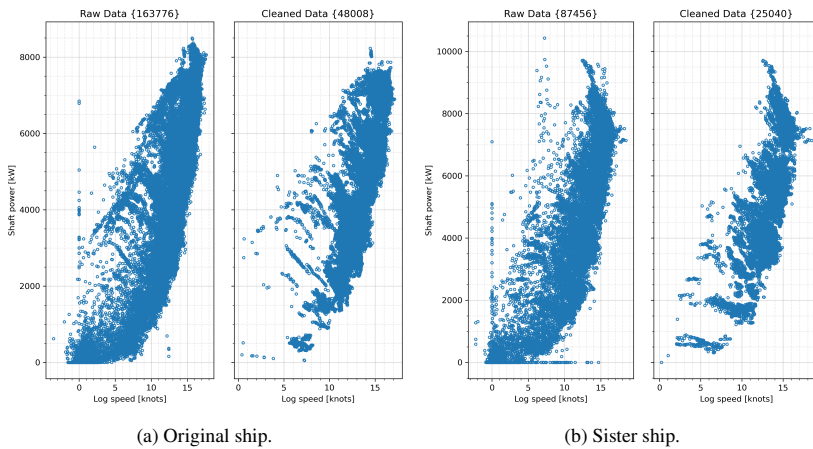 Raw Data {163776}
Cleaned Data {48008}
Shaft power [kW]
8000
6000
4000
2000
0
0
5
10
15
Log speed [knots]
0
5
10
15
Log speed [knots]
(a) Original ship.
Raw Data {87456}
Cleaned Data {25040}
Shaft power [kW]
10000
8000
6000
4000
2000
0
0
5
10
15
Log speed [knots]
0
5
10
15
Log speed [knots]
(b) Sister ship.